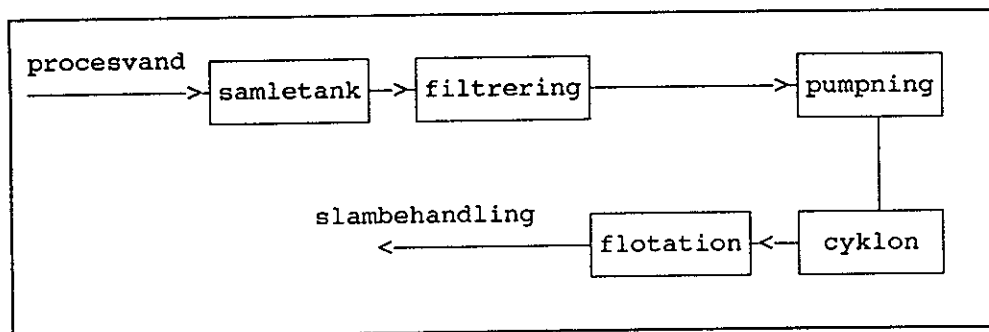 procesvand
samletank
filtrering
pumpning
slambehandling
flotation
cyklon